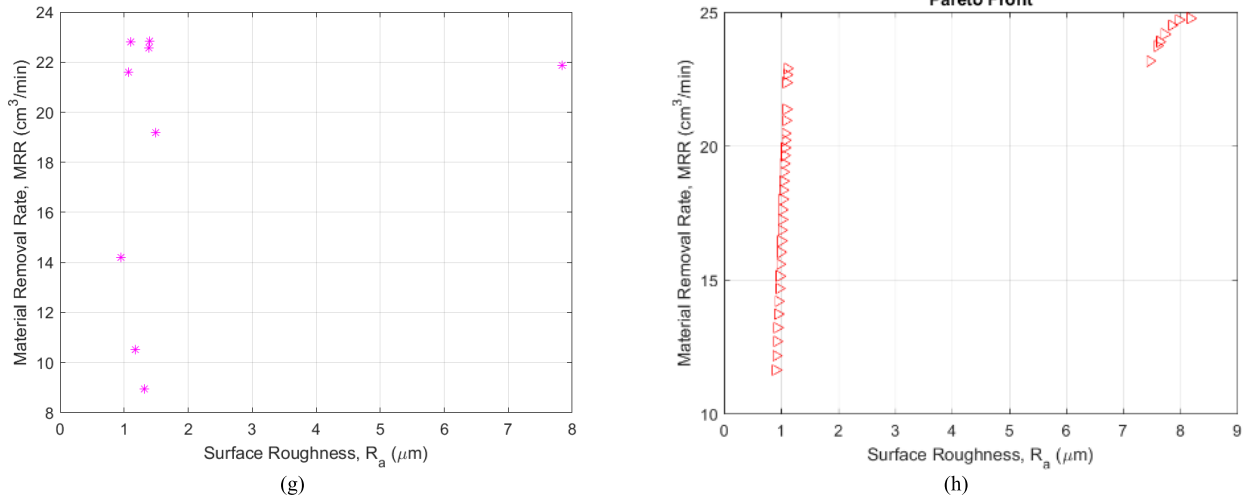 Pareto Front
Material Removal Rate, MRR (cm³/min)
22
20
18
16
14
12
10
8
0 1 2 3 4 5 6 7 8
Surface Roughness, Rₐ (μm)
(g)
Material Removal Rate, MRR (cm³/min)
25
20
15
10
0 1 2 3 4 5 6 7 8 9
Surface Roughness, Rₐ (μm)
(h)